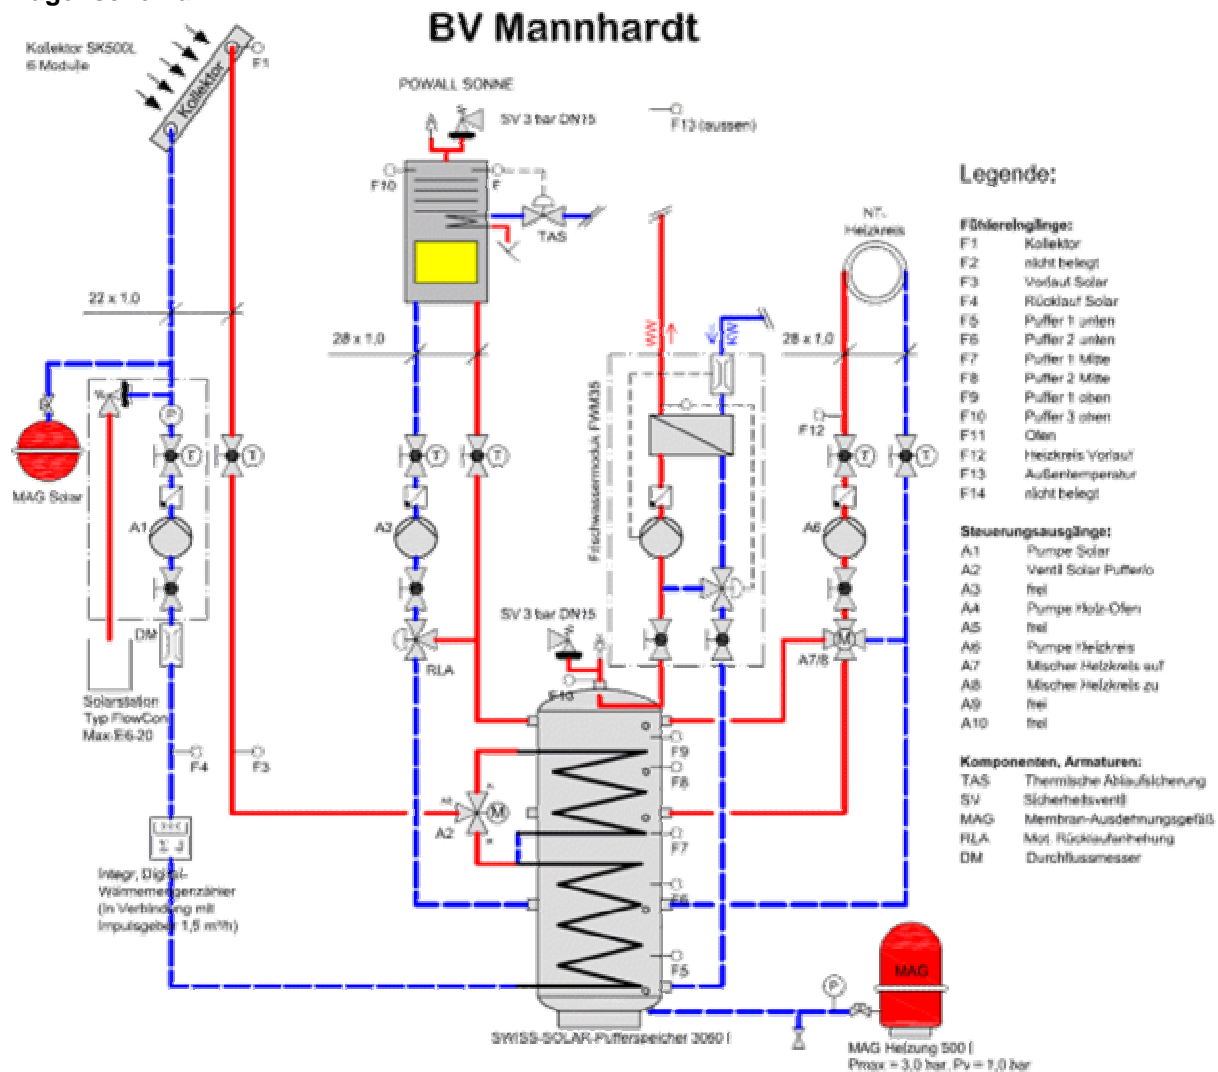 BV Mannhardt
Kollektor SK500L
6 Module
Kollektor
F1
POWALL SONNE
SV 3 bar DN15
F13 (aussen)
F10
F
TAS
NT-
Heizkreis
22 x 1,0
28 x 1,0
WW
KW
28 x 1,0
F12
MAG Solar
P
T
T
T
T
T
T
A1
A3
A6
Frischwassermodul FWM35
DM
RLA
SV 3 bar DN15
M
A7/8
Solarstation
Typ FlowCon
Max-E6-20
F10
F4
F3
A2
M
F9
F8
F7
F6
F5
Integr. Digital-
Wärmemengenzähler
(in Verbindung mit
Impulsgeber 1,5 m³/h)
SWISS-SOLAR-Pufferspeicher 3060 l
P
MAG
MAG Heizung 500 l
Pmax = 3,0 bar, Pv = 1,0 bar
Legende:
Fühlereingänge:
F1 Kollektor
F2 nicht belegt
F3 Vorlauf Solar
F4 Rücklauf Solar
F5 Puffer 1 unten
F6 Puffer 2 unten
F7 Puffer 1 Mitte
F8 Puffer 2 Mitte
F9 Puffer 1 oben
F10 Puffer 3 oben
F11 Ofen
F12 Heizkreis Vorlauf
F13 Außentemperatur
F14 nicht belegt
Steuerungsausgänge:
A1 Pumpe Solar
A2 Ventil Solar Puffer/o
A3 frei
A4 Pumpe Holz-Ofen
A5 frei
A6 Pumpe Heizkreis
A7 Mischer Heizkreis auf
A8 Mischer Heizkreis zu
A9 frei
A10 frei
Komponenten, Armaturen:
TAS Thermische Ablaufsicherung
SV Sicherheitsventil
MAG Membran-Ausdehnungsgefäß
RLA Mot. Rücklaufanhebung
DM Durchflussmesser